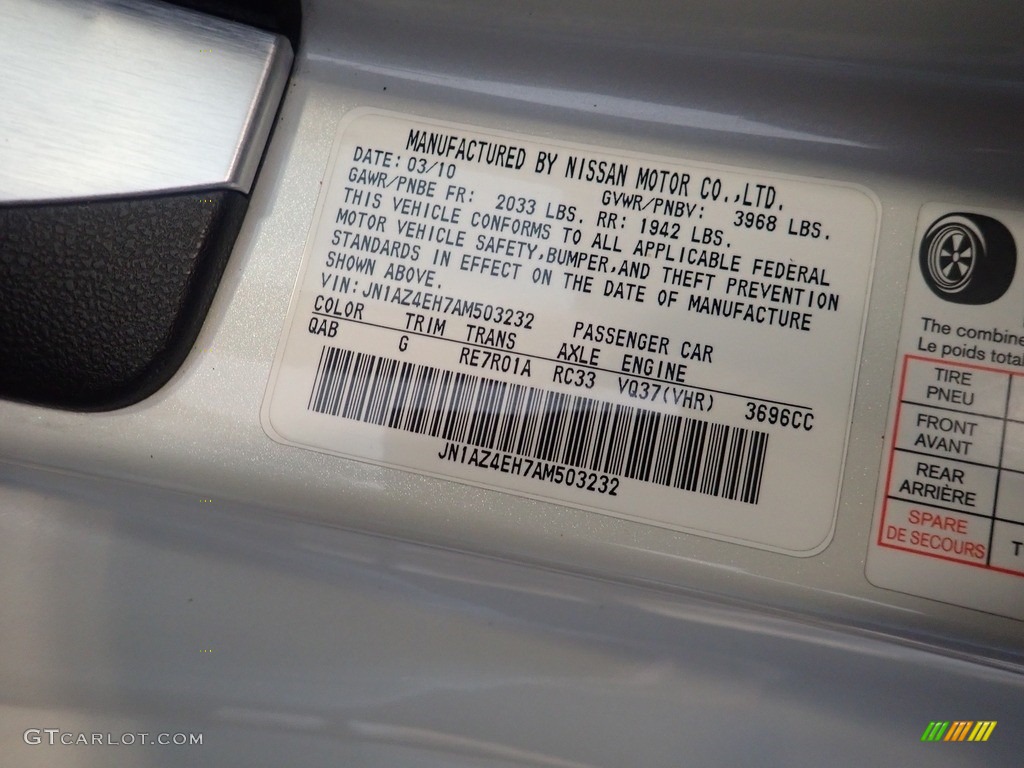 MANUFACTURED BY NISSAN MOTOR CO.,LTD.
DATE: 03/10 GVWR/PNBV: 3968 LBS.
GAWR/PNBE FR: 2033 LBS. RR: 1942 LBS.
THIS VEHICLE CONFORMS TO ALL APPLICABLE FEDERAL
MOTOR VEHICLE SAFETY,BUMPER,AND THEFT PREVENTION
STANDARDS IN EFFECT ON THE DATE OF MANUFACTURE
SHOWN ABOVE.
VIN:JN1AZ4EH7AM503232 PASSENGER CAR
COLOR TRIM TRANS AXLE ENGINE
QAB G RE7R01A RC33 VQ37(VHR) 3696CC
JN1AZ4EH7AM503232
The combine
Le poids tota
TIRE
PNEU
FRONT
AVANT
REAR
ARRIÈRE
SPARE
DE SECOURS
T
GTCARLOT.COM